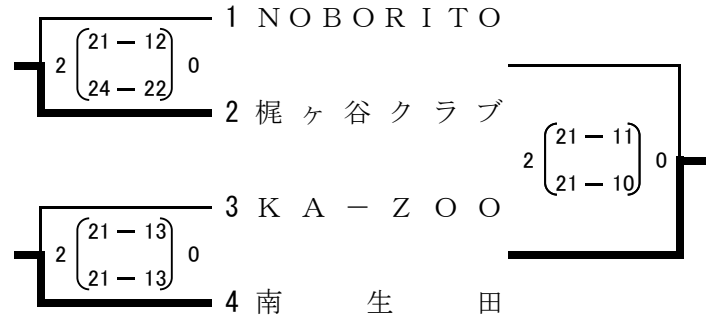 1 NOBORITO
2 (21 — 12 24 — 22) 0
2 梶ヶ谷クラブ
2 (21 — 11 21 — 10) 0
3 KA－ZOO
2 (21 — 13 21 — 13) 0
4 南生田